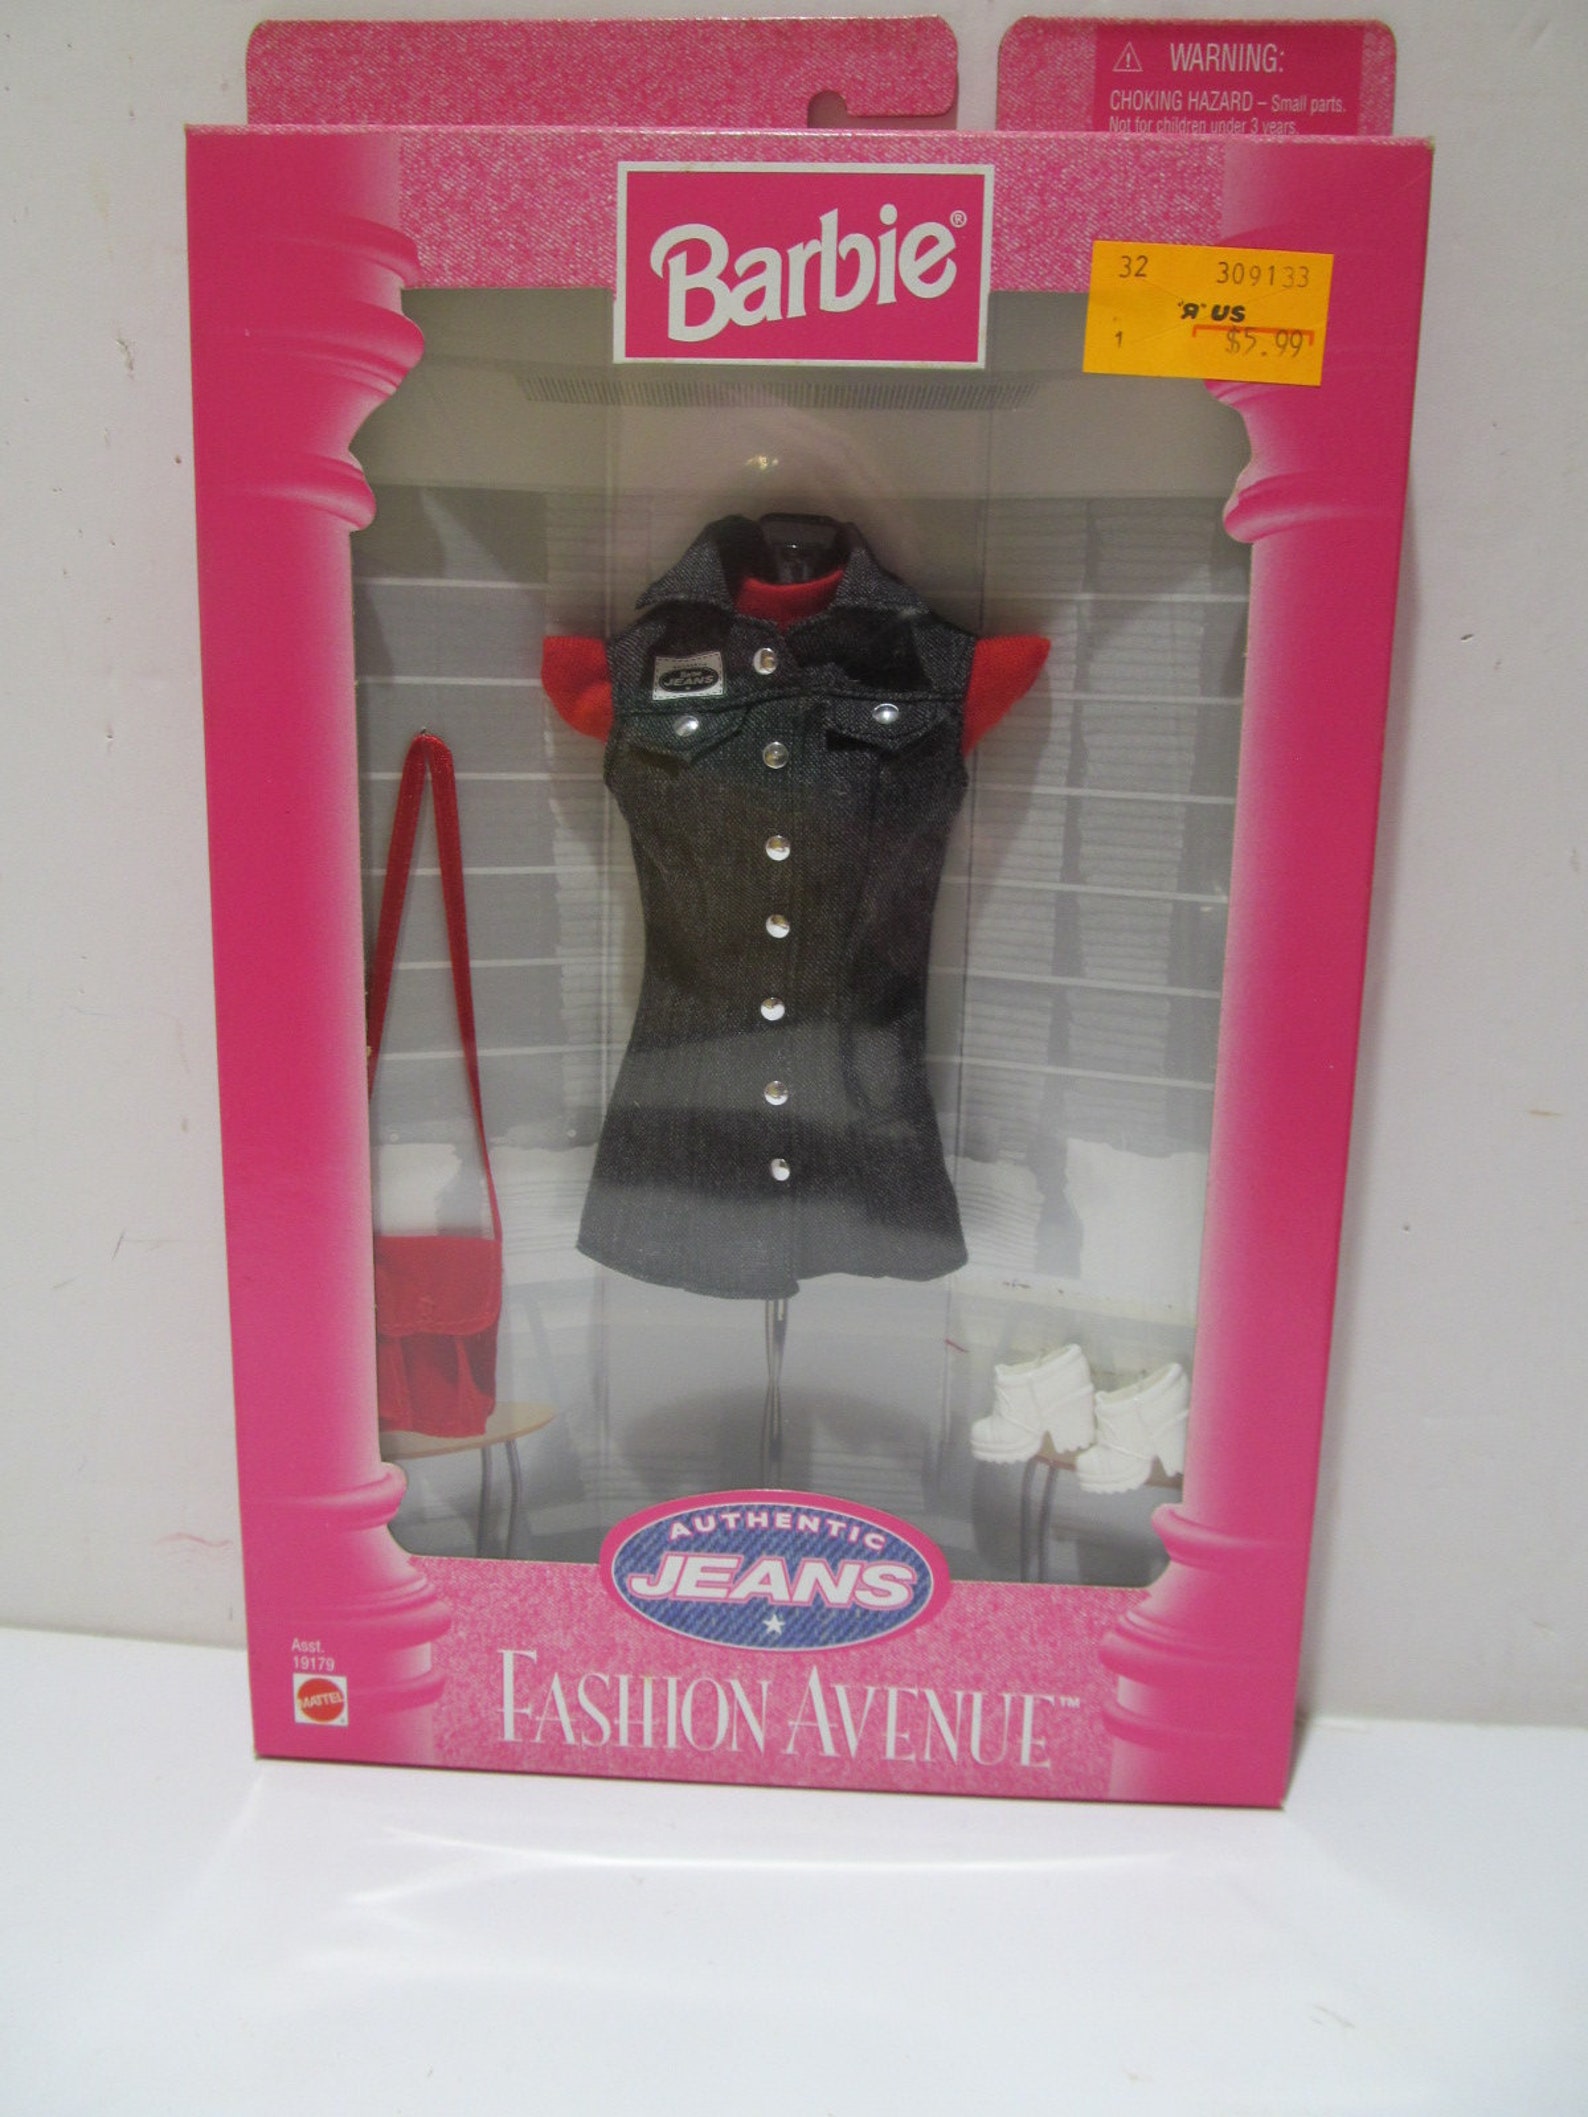 ⚠ WARNING:
CHOKING HAZARD – Small parts.
Not for children under 3 years.
Barbie®
32 309133
"Я" US
1 $5.99
Barbie
JEANS
AUTHENTIC
JEANS
Asst.
19179
MATTEL
FASHION AVENUE™